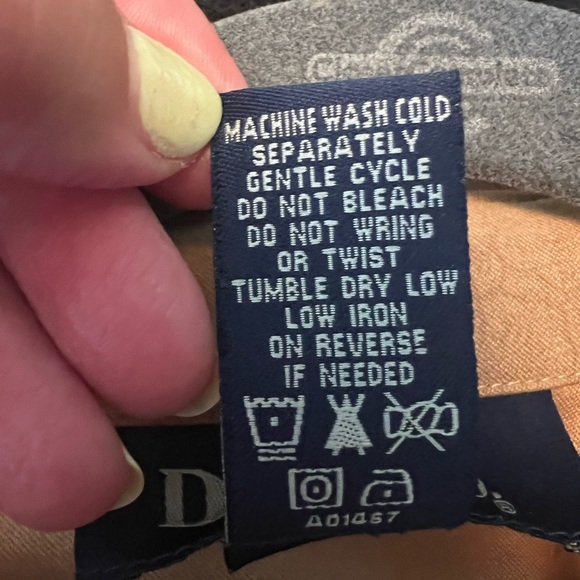 MACHINE WASH COLD
SEPARATELY
GENTLE CYCLE
DO NOT BLEACH
DO NOT WRING
OR TWIST
TUMBLE DRY LOW
LOW IRON
ON REVERSE
IF NEEDED
A01467
D